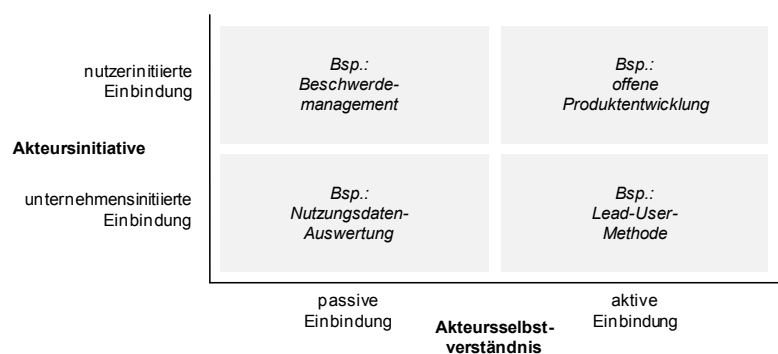 nutzerinitiierte
Einbindung
Bsp.:
Beschwerde-
management
Bsp.:
offene
Produktentwicklung
Akteursinitiative
unternehmensinitiierte
Einbindung
Bsp.:
Nutzungsdaten-
Auswertung
Bsp.:
Lead-User-
Methode
passive
Einbindung
Akteursselbst-
verständnis
aktive
Einbindung